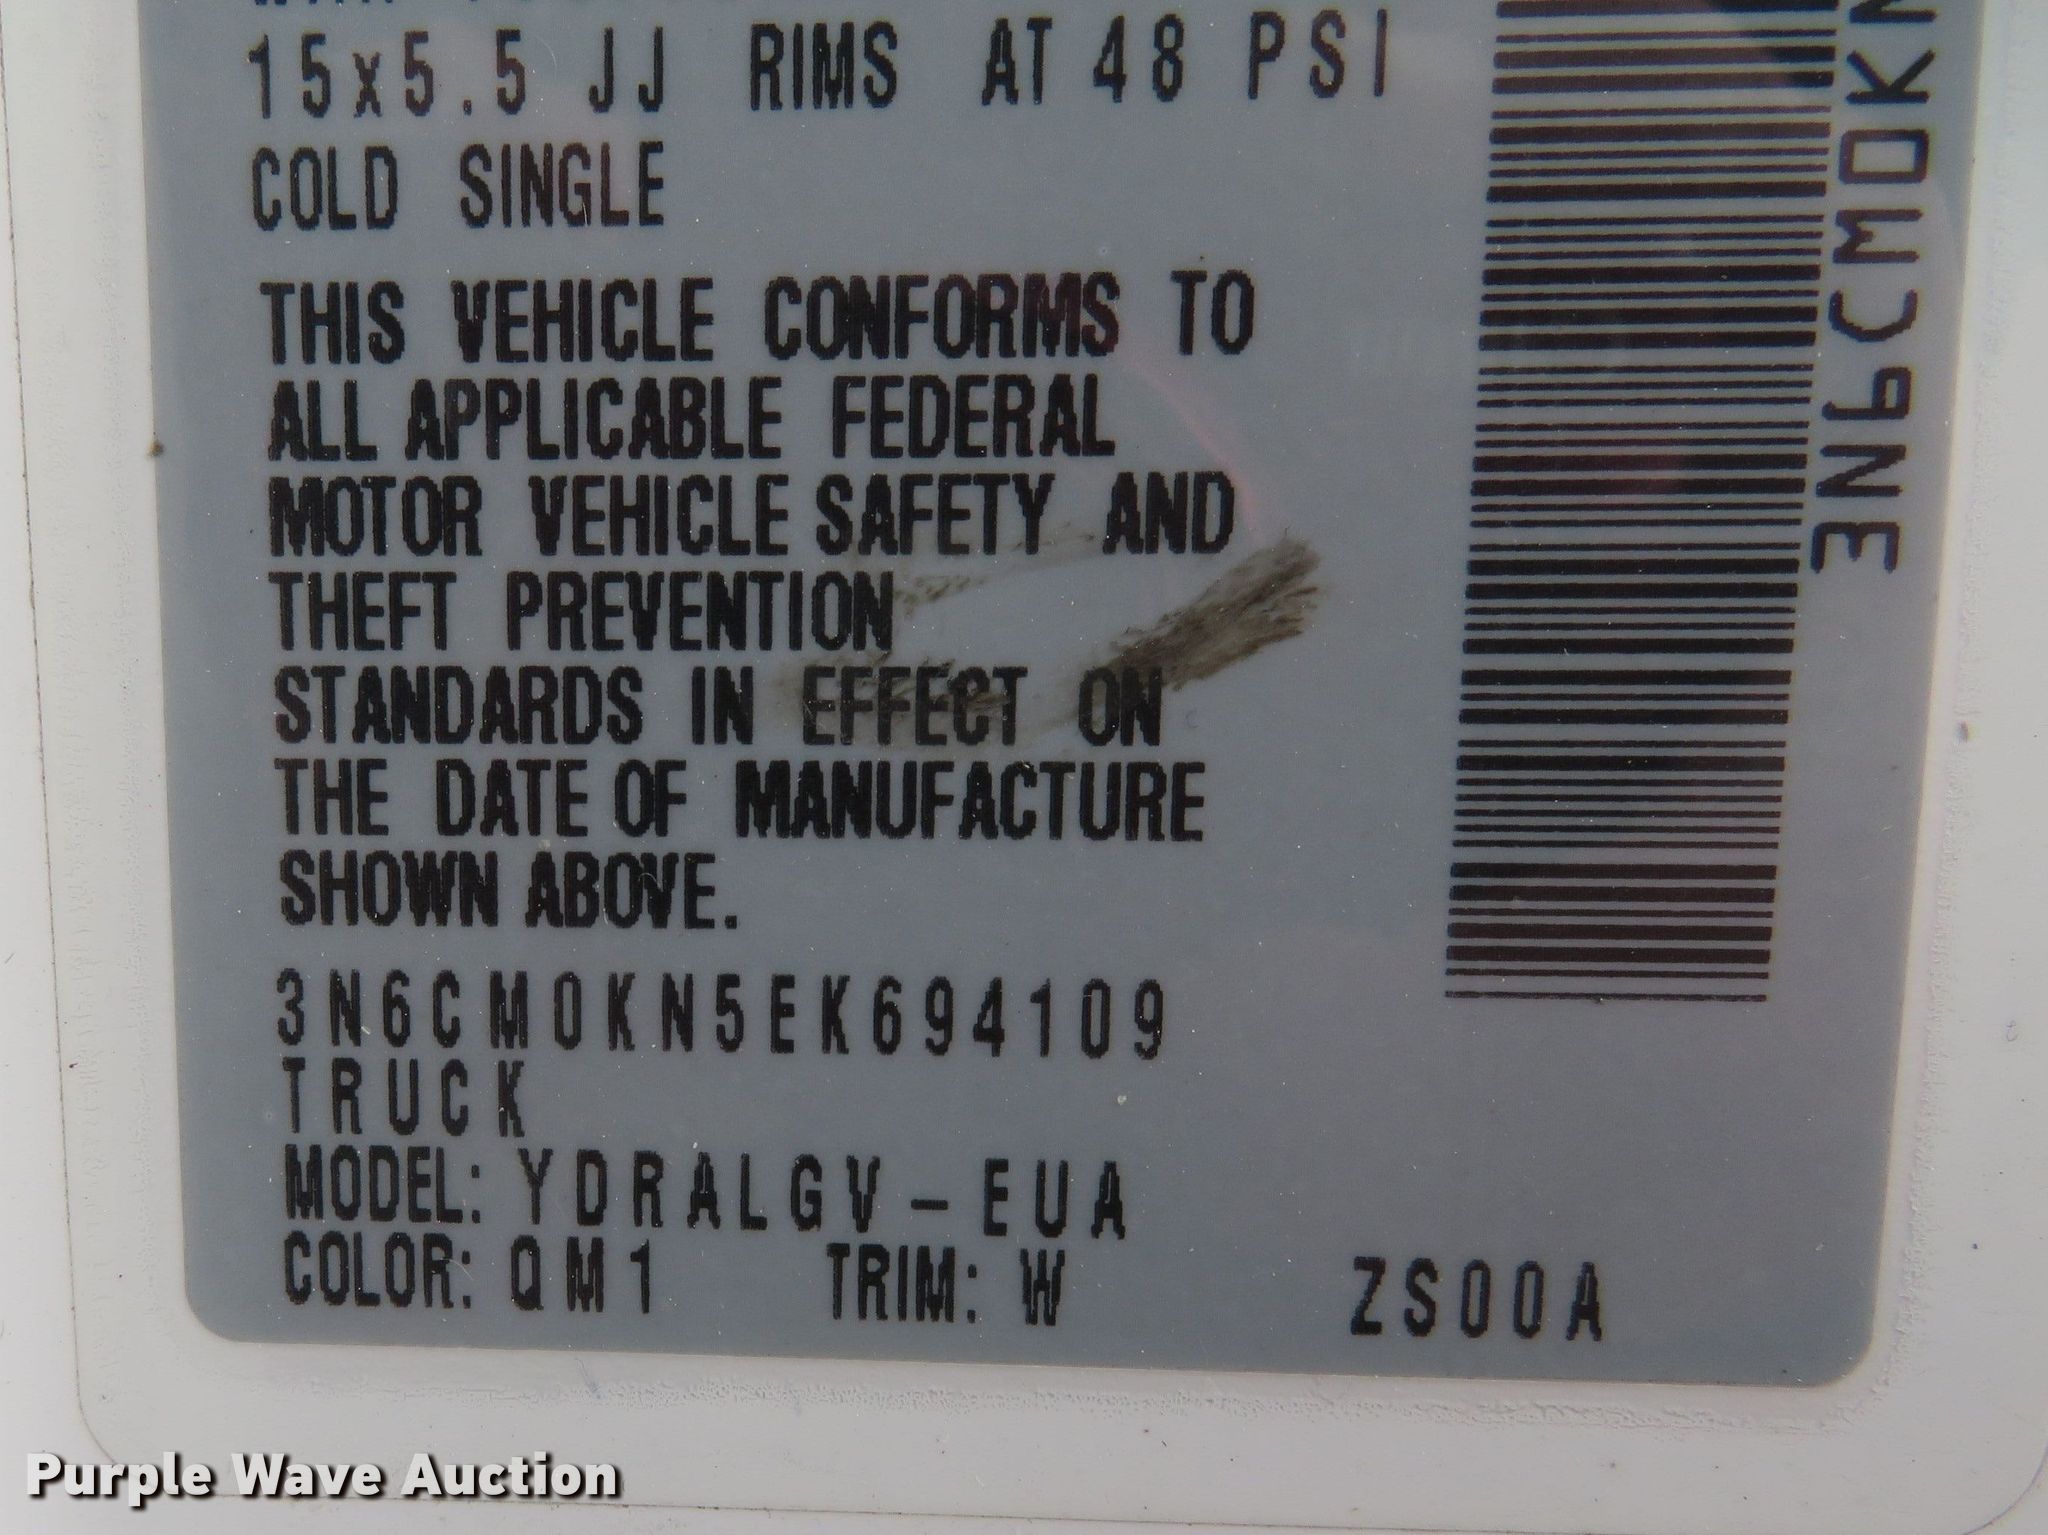 15x5.5 JJ RIMS AT 48 PSI
COLD SINGLE
THIS VEHICLE CONFORMS TO
ALL APPLICABLE FEDERAL
MOTOR VEHICLE SAFETY AND
THEFT PREVENTION
STANDARDS IN EFFECT ON
THE DATE OF MANUFACTURE
SHOWN ABOVE.
3N6CM0KN5EK694109
TRUCK
MODEL: YDRALGV-EUA
COLOR: QM1 TRIM: W ZS00A
3N6CM0KN
Purple Wave Auction